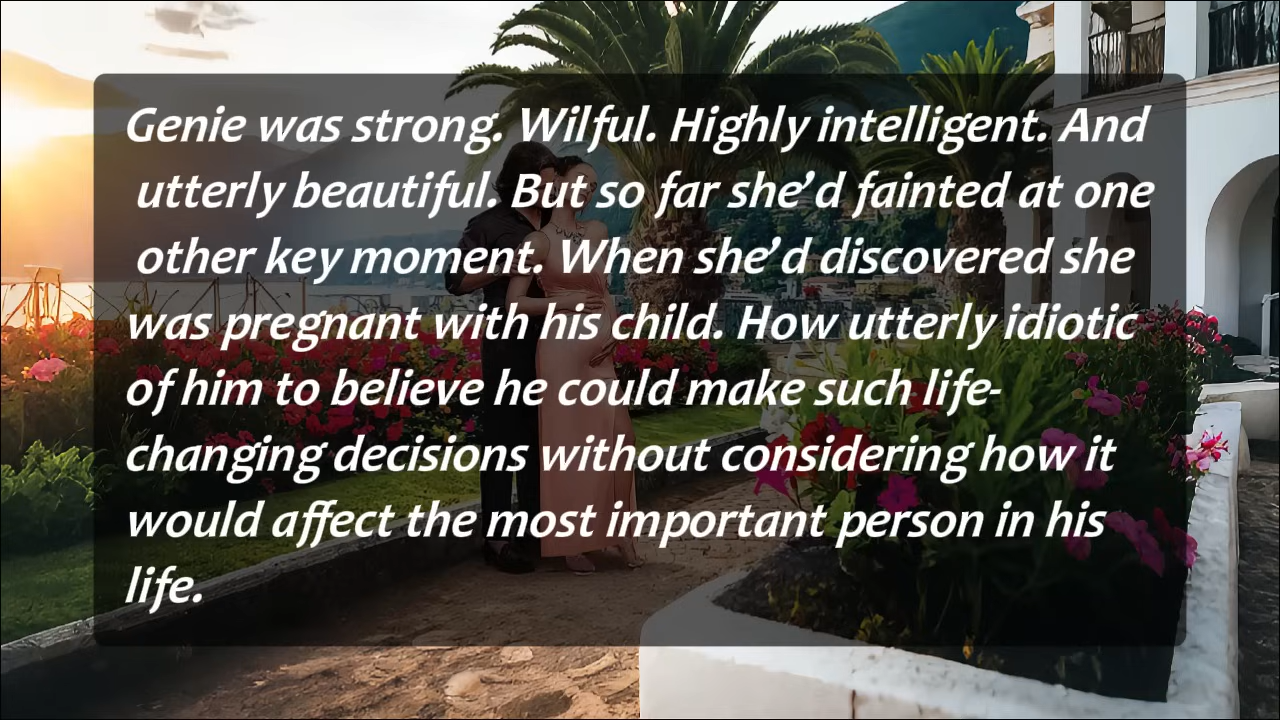 Genie was strong. Wilful. Highly intelligent. And
utterly beautiful. But so far she’d fainted at one
other key moment. When she’d discovered she
was pregnant with his child. How utterly idiotic
of him to believe he could make such life-
changing decisions without considering how it
would affect the most important person in his
life.